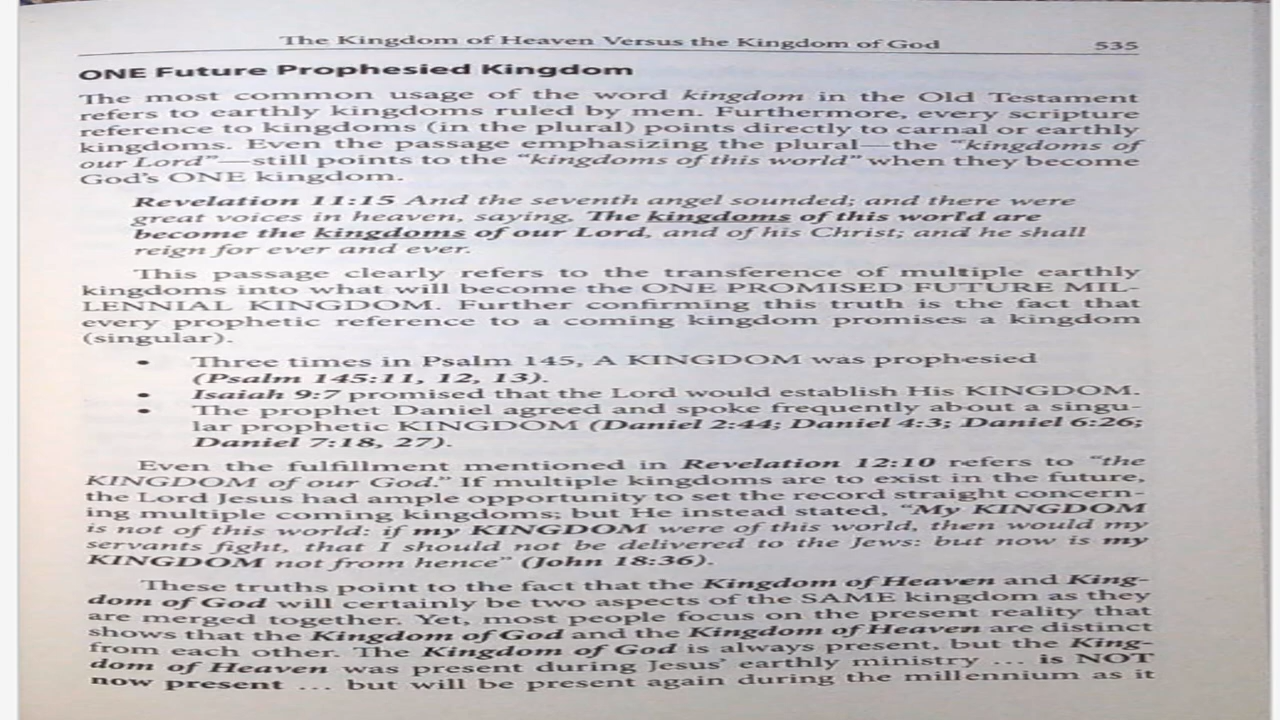 The Kingdom of Heaven Versus the Kingdom of God 535
ONE Future Prophesied Kingdom
The most common usage of the word kingdom in the Old Testament
refers to earthly kingdoms ruled by men. Furthermore, every scripture
reference to kingdoms (in the plural) points directly to carnal or earthly
kingdoms. Even the passage emphasizing the plural—the "kingdoms of
our Lord"—still points to the "kingdoms of this world" when they become
God's ONE kingdom.
Revelation 11:15 And the seventh angel sounded; and there were
great voices in heaven, saying, The kingdoms of this world are
become the kingdoms of our Lord, and of his Christ; and he shall
reign for ever and ever.
This passage clearly refers to the transference of multiple earthly
kingdoms into what will become the ONE PROMISED FUTURE MIL-
LENNIAL KINGDOM. Further confirming this truth is the fact that
every prophetic reference to a coming kingdom promises a kingdom
(singular).
• Three times in Psalm 145, A KINGDOM was prophesied
(Psalm 145:11, 12, 13).
• Isaiah 9:7 promised that the Lord would establish His KINGDOM.
• The prophet Daniel agreed and spoke frequently about a singu-
lar prophetic KINGDOM (Daniel 2:44; Daniel 4:3; Daniel 6:26;
Daniel 7:18, 27).
Even the fulfillment mentioned in Revelation 12:10 refers to "the
KINGDOM of our God." If multiple kingdoms are to exist in the future,
the Lord Jesus had ample opportunity to set the record straight concern-
ing multiple coming kingdoms; but He instead stated, "My KINGDOM
is not of this world: if my KINGDOM were of this world, then would my
servants fight, that I should not be delivered to the Jews: but now is my
KINGDOM not from hence" (John 18:36).
These truths point to the fact that the Kingdom of Heaven and King-
dom of God will certainly be two aspects of the SAME kingdom as they
are merged together. Yet, most people focus on the present reality that
shows that the Kingdom of God and the Kingdom of Heaven are distinct
from each other. The Kingdom of God is always present, but the King-
dom of Heaven was present during Jesus' earthly ministry ... is NOT
now present ... but will be present again during the millennium as it